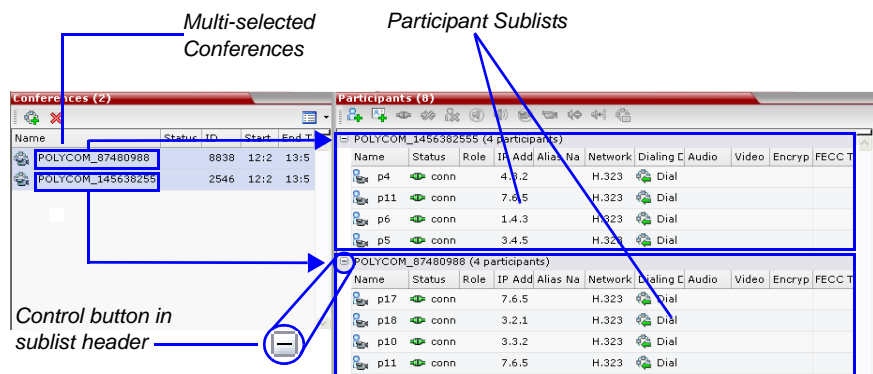 Multi-selected
Conferences
Participant Sublists
Conferences (2)
Name Status ID Start End T
POLYCOM_87480988 8838 12:2 13:5
POLYCOM_145638255 2546 12:2 13:5
Participants (8)
POLYCOM_1456382555 (4 participants)
Name Status Role IP Add Alias Na Network Dialing D Audio Video Encryp FECC T
p4 conn 4.3.2 H.323 Dial
p11 conn 7.6.5 H.323 Dial
p6 conn 1.4.3 H.323 Dial
p5 conn 3.4.5 H.323 Dial
POLYCOM_87480988 (4 participants)
Name Status Role IP Add Alias Na Network Dialing D Audio Video Encryp FECC T
p17 conn 7.6.5 H.323 Dial
p18 conn 3.2.1 H.323 Dial
p10 conn 3.3.2 H.323 Dial
p11 conn 7.6.5 H.323 Dial
Control button in
sublist header